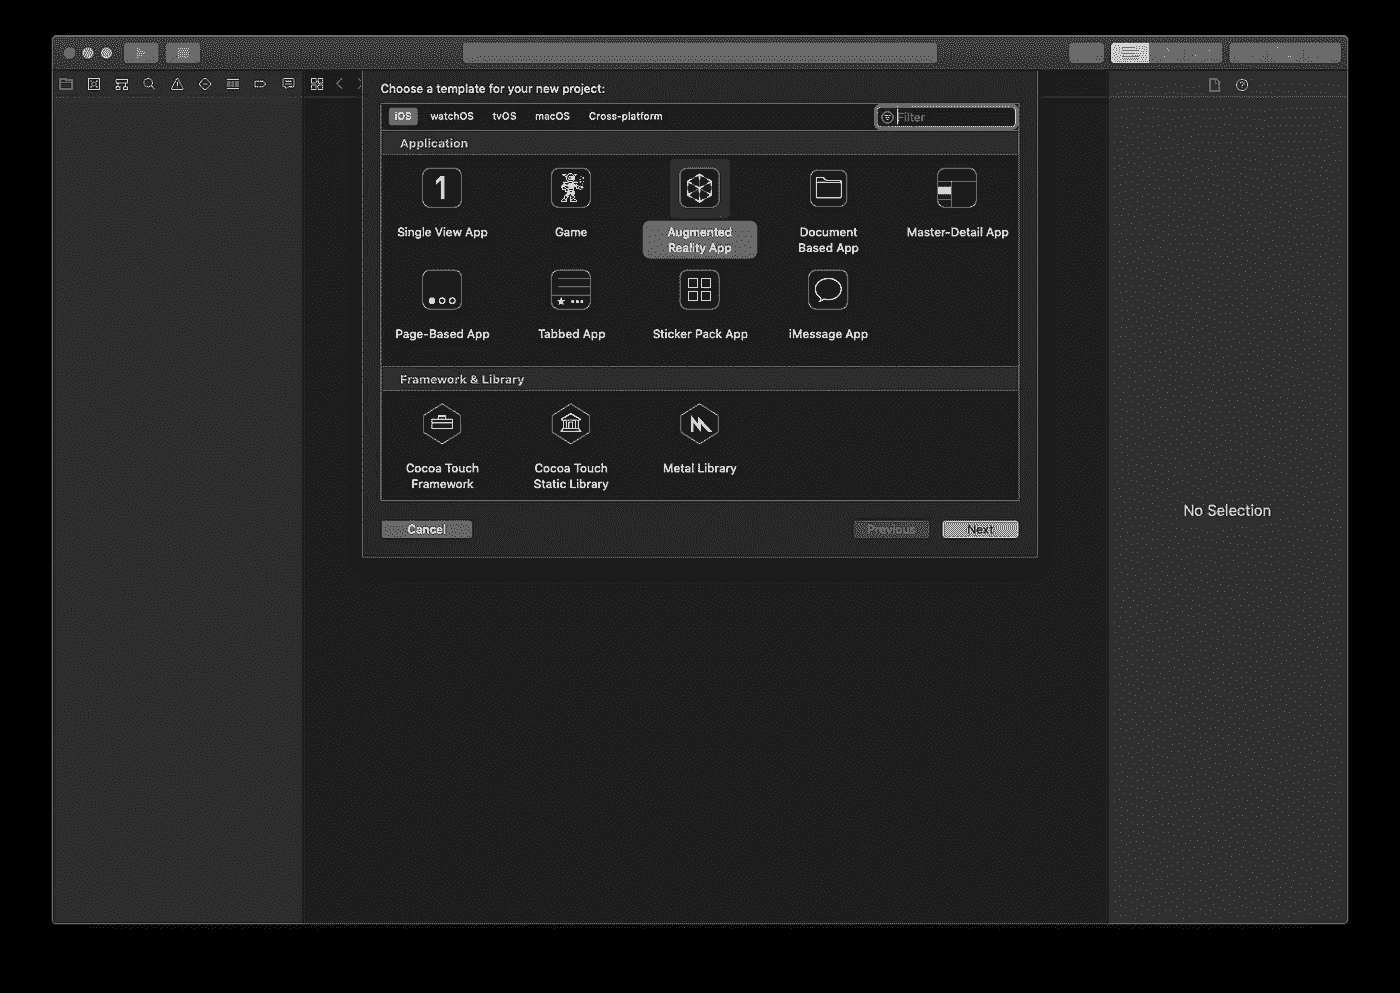 Choose a template for your new project:
iOS watchOS tvOS macOS Cross-platform Filter
Application
1
Single View App Game Augmented Reality App Document Based App Master-Detail App
Page-Based App Tabbed App Sticker Pack App iMessage App
Framework & Library
Cocoa Touch Framework Cocoa Touch Static Library Metal Library
No Selection
Cancel Previous Next